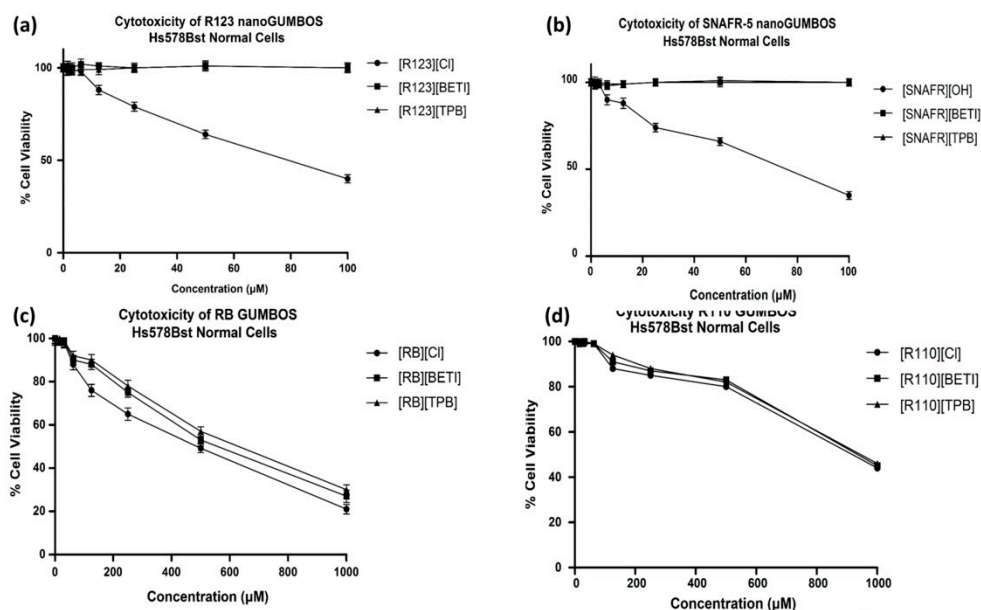 (a)
Cytotoxicity of R123 nanoGUMBOS
Hs578Bst Normal Cells
% Cell Viability
100
50
0
0
20
40
60
80
100
Concentration (µM)
[R123][Cl]
[R123][BETI]
[R123][TPB]
(b)
Cytotoxicity of SNAFR-5 nanoGUMBOS
Hs578Bst Normal Cells
% Cell Viability
100
50
0
0
20
40
60
80
100
Concentration (µM)
[SNAFR][OH]
[SNAFR][BETI]
[SNAFR][TPB]
(c)
Cytotoxicity of RB GUMBOS
Hs578Bst Normal Cells
% Cell Viability
100
80
60
40
20
0
0
200
400
600
800
1000
Concentration (µM)
[RB][Cl]
[RB][BETI]
[RB][TPB]
(d)
Cytotoxicity R110 GUMBOS
Hs578Bst Normal Cells
% Cell Viability
100
80
60
40
20
0
0
200
400
600
800
1000
Concentration (µM)
[R110][Cl]
[R110][BETI]
[R110][TPB]